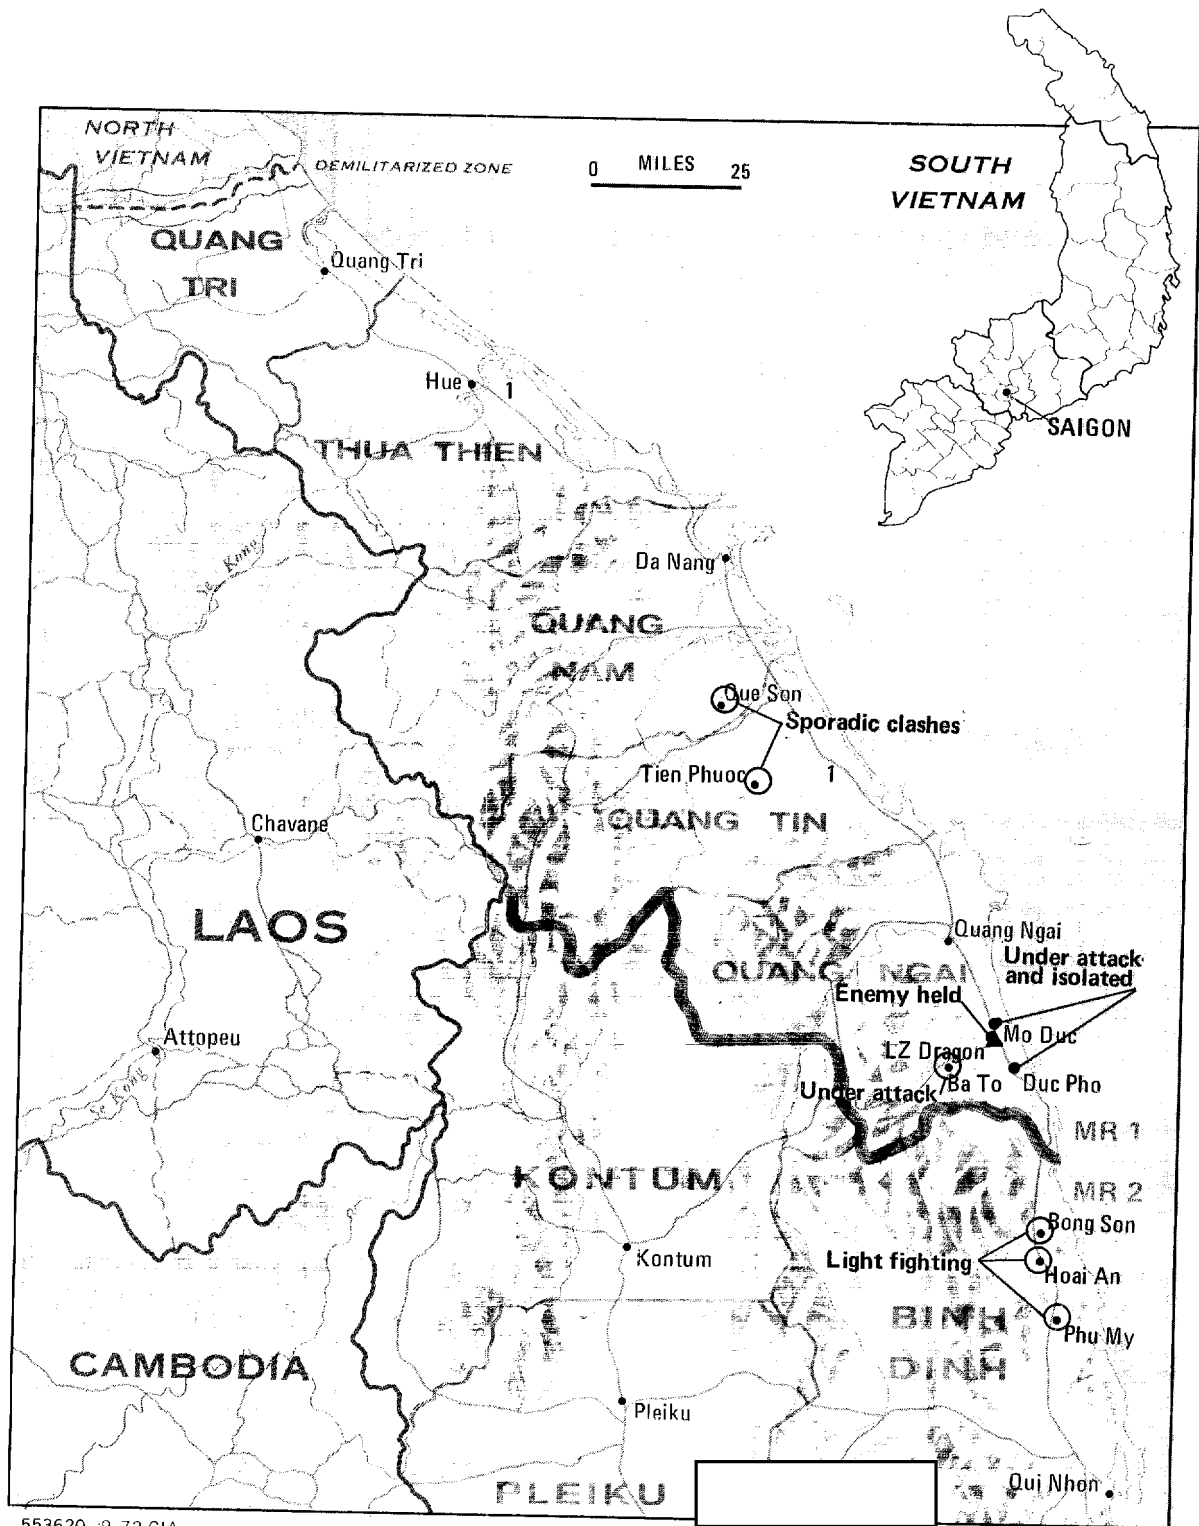 NORTH
VIETNAM
DEMILITARIZED ZONE
0 MILES 25
SOUTH
VIETNAM
QUANG
TRI
Quang Tri
Hue
1
SAIGON
THUA THIEN
Se Kong
Da Nang
QUANG
NAM
Que Son
Sporadic clashes
Tien Phuoc
1
QUANG TIN
Chavane
LAOS
Quang Ngai
QUANG NGAI
Under attack
and isolated
Enemy held
Mo Duc
LZ Dragon
Attopeu
Se Kong
Under attack
Ba To
Duc Pho
MR 1
KONTUM
MR 2
Bong Son
Kontum
Light fighting
Hoai An
BINH
DINH
Phu My
CAMBODIA
Pleiku
PLEIKU
Qui Nhon